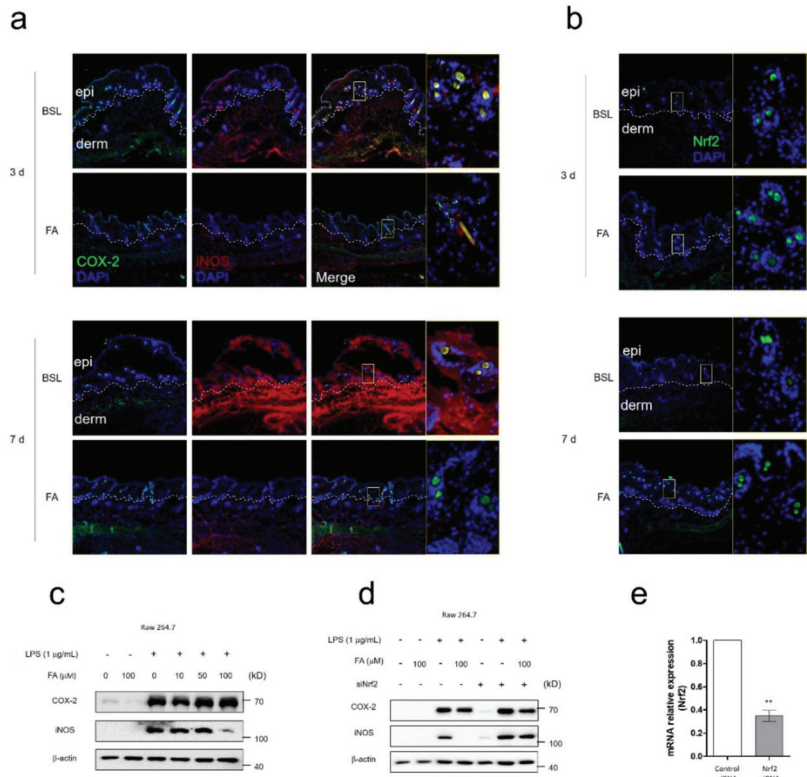 a
BSL
epi
derm
3 d
FA
COX-2
DAPI
iNOS
DAPI
Merge
BSL
epi
derm
7 d
FA
b
BSL
Nrf2
DAPI
3 d
FA
BSL
epi
derm
7 d
FA
c
Raw 264.7
LPS (1 μg/mL) - - + + + +
FA (μM) 0 100 0 10 50 100 (kD)
COX-2 70
iNOS 100
β-actin 40
d
Raw 264.7
LPS (1 μg/mL) - - + + - + +
FA (μM) - 100 - 100 - - 100
siNrf2 - - - - + + + (kD)
COX-2 70
iNOS 100
β-actin 40
e
mRNA relative expression
(Nrf2)
1.0
0.8
0.6
0.4
0.2
0.0
**
Control
Nrf2